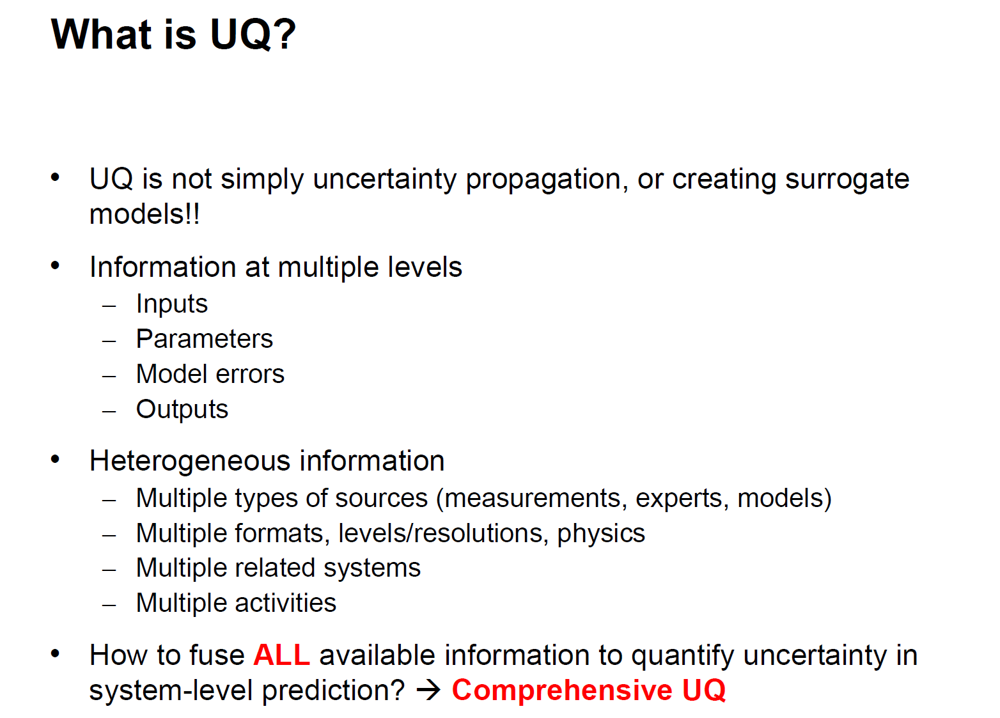 What is UQ?
• UQ is not simply uncertainty propagation, or creating surrogate
models!!
• Information at multiple levels
– Inputs
– Parameters
– Model errors
– Outputs
• Heterogeneous information
– Multiple types of sources (measurements, experts, models)
– Multiple formats, levels/resolutions, physics
– Multiple related systems
– Multiple activities
• How to fuse ALL available information to quantify uncertainty in
system-level prediction? → Comprehensive UQ